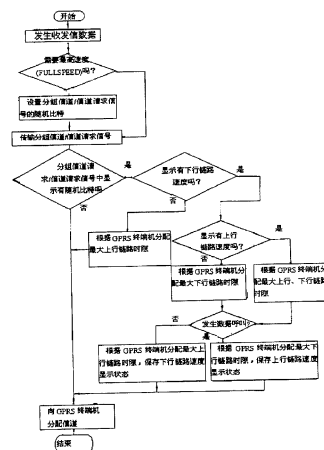 开始
发生收发信数据
需要最高速度
(FULLSPEED)吗?
设置分组信道/信道请求信
号的随机比特
传输分组信道/信道请求信号
分组信道请
求/信道请求信号中显
示有随机比特吗
是
显示有下行链路
速度吗?
是
否
否
根据GPRS终端机分配
最大上行链路时隙
显示有上行
链路速度吗?
是
否
根据GPRS终端机分
配最大下行链路时隙
根据GPRS终端机分
配最大上行、下行链路
时隙
否
发生数据呼叫?
是
根据GPRS终端机分配最大上
行链路时隙,保存下行链路速度
显示状态
根据GPRS终端机分配最大下
行链路时隙,保存上行链路速度
显示状态
向GPRS终端机
分配信道
结束